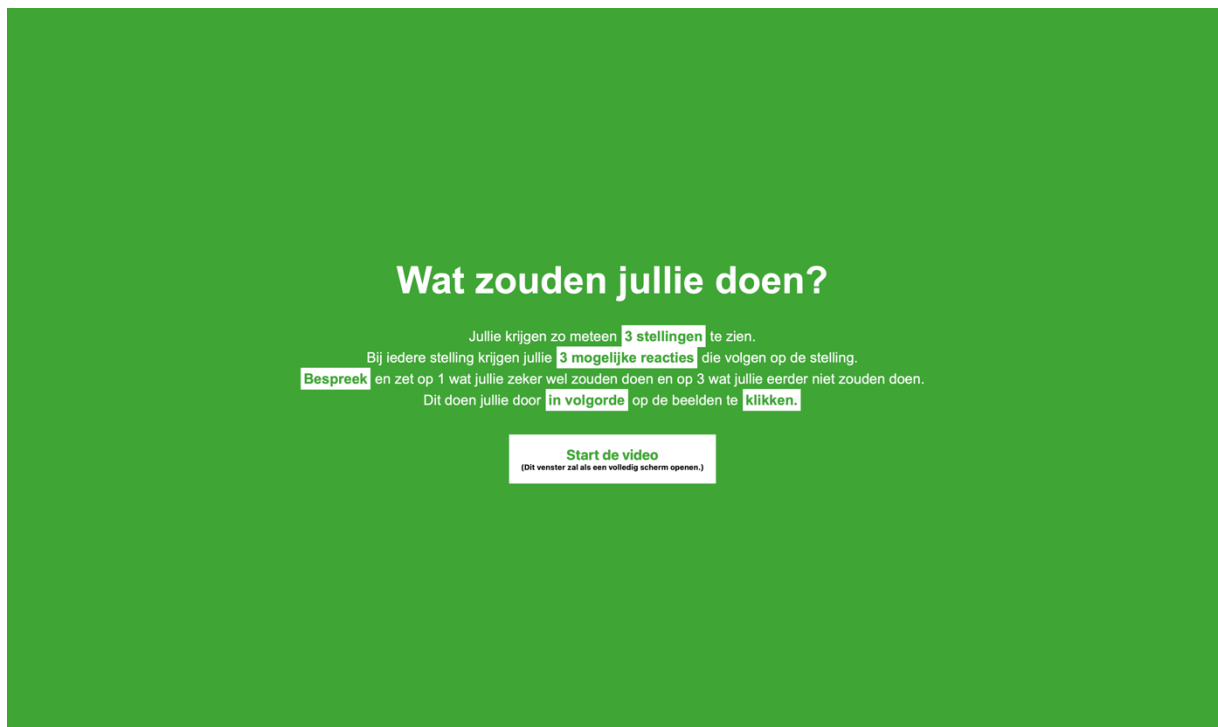 Wat zouden jullie doen?
Jullie krijgen zo meteen 3 stellingen te zien.
Bij iedere stelling krijgen jullie 3 mogelijke reacties die volgen op de stelling.
Bespreek en zet op 1 wat jullie zeker wel zouden doen en op 3 wat jullie eerder niet zouden doen.
Dit doen jullie door in volgorde op de beelden te klikken.
Start de video
(Dit venster zal als een volledig scherm openen.)